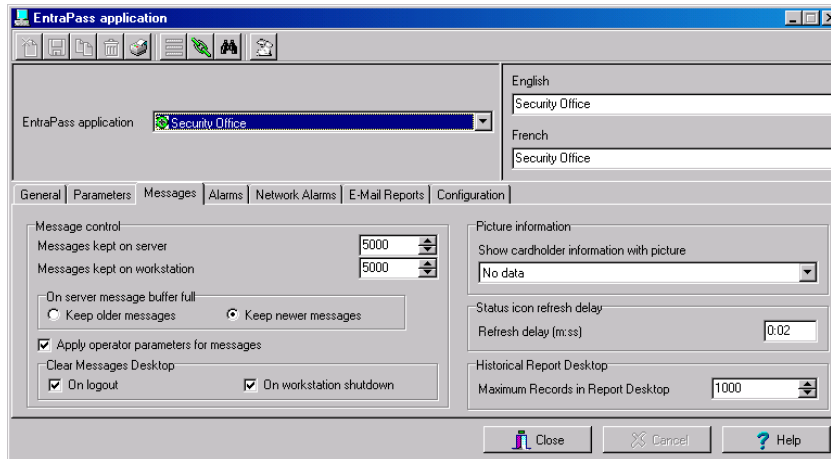 EntraPass application
English
Security Office
EntraPass application
Security Office
French
Security Office
General
Parameters
Messages
Alarms
Network Alarms
E-Mail Reports
Configuration
Message control
Messages kept on server
5000
Messages kept on workstation
5000
On server message buffer full
Keep older messages
Keep newer messages
Apply operator parameters for messages
Clear Messages Desktop
On logout
On workstation shutdown
Picture information
Show cardholder information with picture
No data
Status icon refresh delay
Refresh delay (m:ss)
0:02
Historical Report Desktop
Maximum Records in Report Desktop
1000
Close
Cancel
? Help